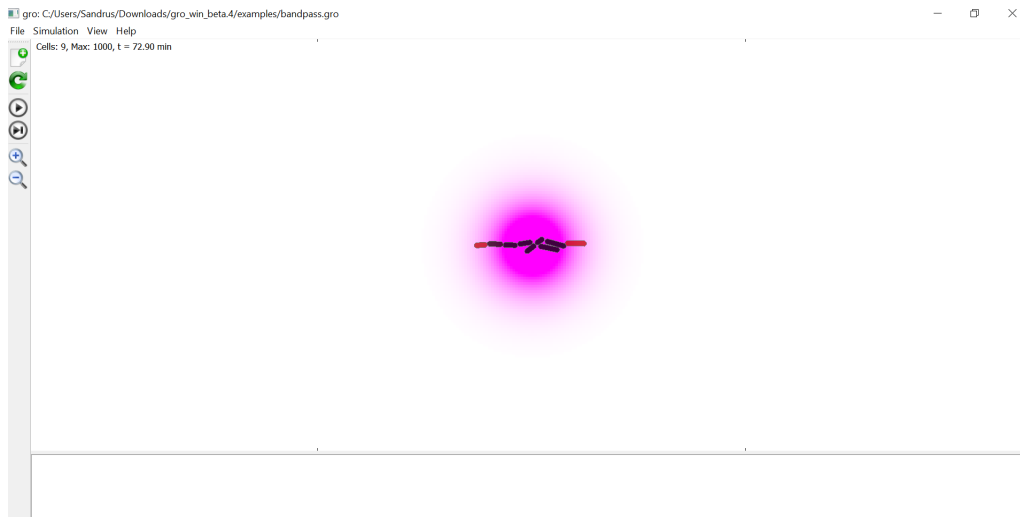 gro: C:/Users/Sandrus/Downloads/gro_win_beta.4/examples/bandpass.gro
File Simulation View Help
Cells: 9, Max: 1000, t = 72.90 min